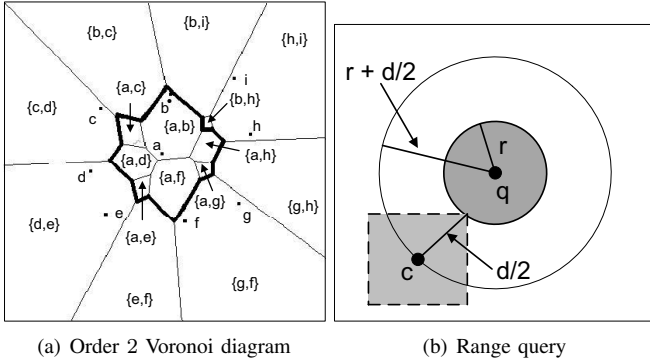 {b,c}
{b,i}
{h,i}
i
{a,c}
{b,h}
b
{c,d}
c
{a,b}
h
a
{a,h}
{a,d}
d
{a,f}
{a,g}
e
g
{g,h}
{d,e}
{a,e}
f
{e,f}
{g,f}
(a) Order 2 Voronoi diagram
r + d/2
r
q
c
d/2
(b) Range query